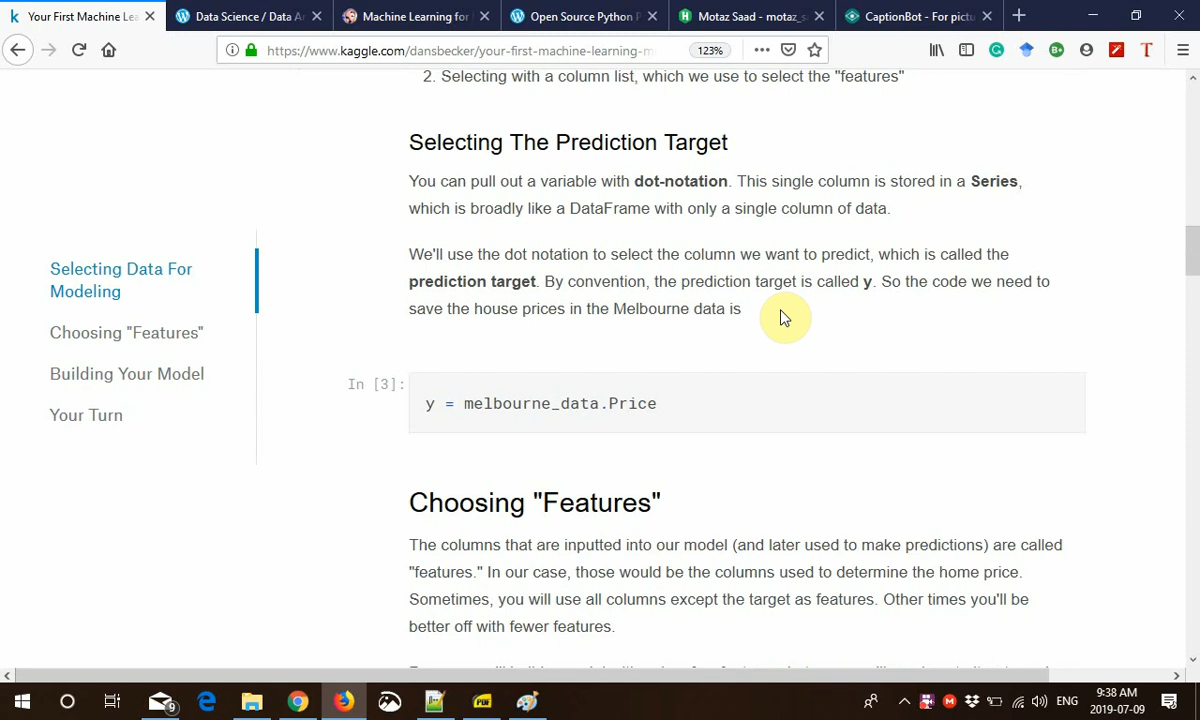 Your First Machine Lea
Data Science / Data A
Machine Learning for
Open Source Python P
Motaz Saad - motaz_s
CaptionBot - For pictu
https://www.kaggle.com/dansbecker/your-first-machine-learning-m
123%
2. Selecting with a column list, which we use to select the "features"
Selecting The Prediction Target
You can pull out a variable with dot-notation. This single column is stored in a Series,
which is broadly like a DataFrame with only a single column of data.
We'll use the dot notation to select the column we want to predict, which is called the
prediction target. By convention, the prediction target is called y. So the code we need to
save the house prices in the Melbourne data is
Selecting Data For
Modeling
Choosing "Features"
Building Your Model
Your Turn
In [3]:
y = melbourne_data.Price
Choosing "Features"
The columns that are inputted into our model (and later used to make predictions) are called
"features." In our case, those would be the columns used to determine the home price.
Sometimes, you will use all columns except the target as features. Other times you'll be
better off with fewer features.
9
PDF
ENG
9:38 AM
2019-07-09